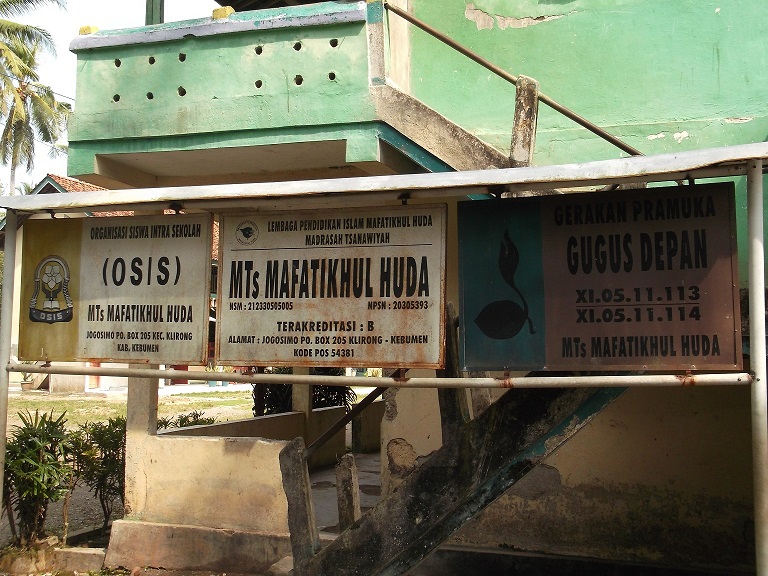 ORGANISASI SISWA INTRA SEKOLAH
(OSIS)
MTs MAFATIKHUL HUDA
JOGOSIMO PO. BOX 205 KEC. KLIRONG
KAB. KEBUMEN
OSIS
LEMBAGA PENDIDIKAN ISLAM MAFATIKHUL HUDA
MADRASAH TSANAWIYAH
MTs MAFATIKHUL HUDA
NSM : 212330505005 NPSN : 20305393
TERAKREDITASI : B
ALAMAT : JOGOSIMO PO. BOX 205 KLIRONG - KEBUMEN
KODE POS 54381
GERAKAN PRAMUKA
GUGUS DEPAN
XI.05.11.113
XI.05.11.114
MTs MAFATIKHUL HUDA